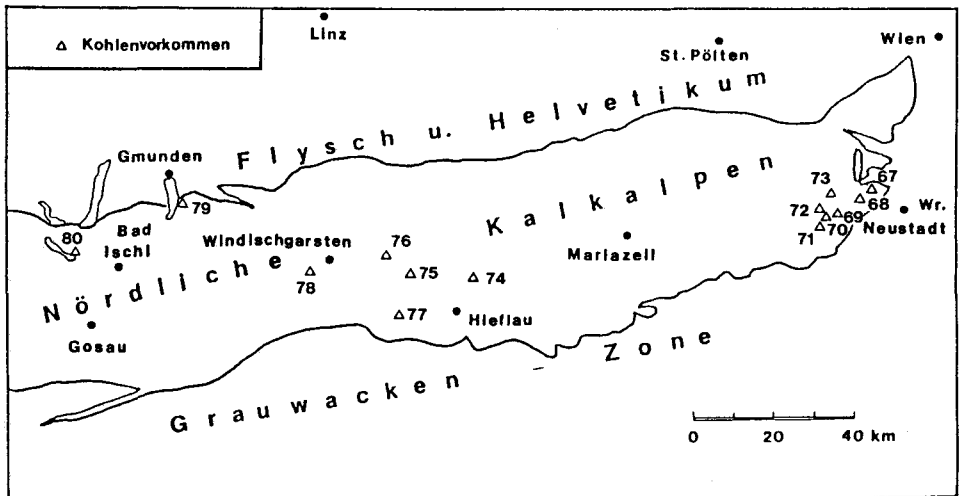 △ Kohlenvorkommen
Linz
St. Pölten
Wien
Flysch u. Helvetikum
Gmunden
79
80
Bad
Ischl
Windischgarsten
78
76
75
74
77
Hieflau
Mariazell
Nördliche Kalkalpen
73
67
68
72
69
70
71
Wr.
Neustadt
Gosau
Grauwacken - Zone
0 20 40 km